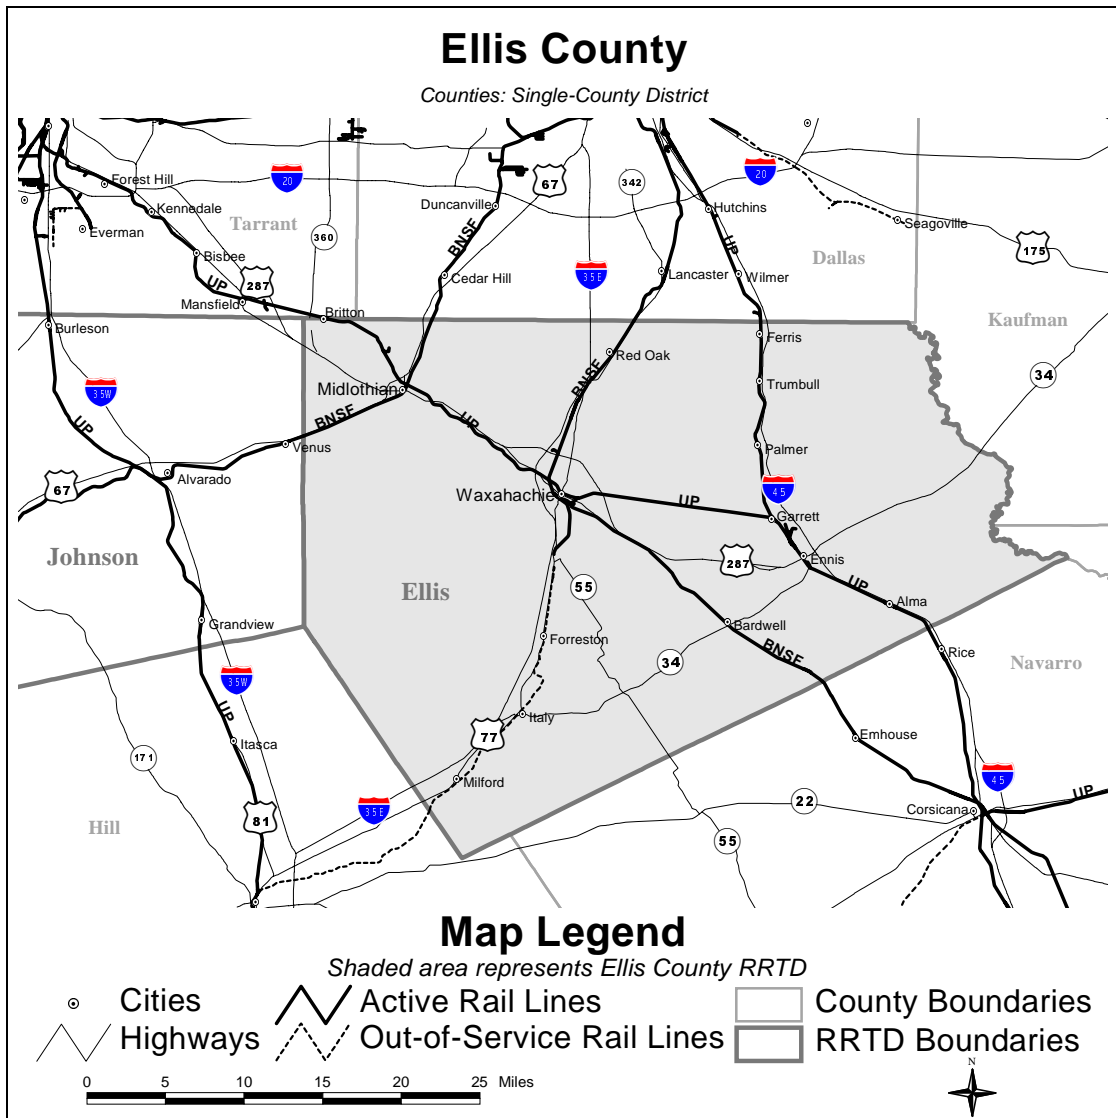 Ellis County
Counties: Single-County District
Forest Hill
20
67
342
20
Kennedale
Duncanville
Hutchins
Everman
Tarrant
360
BNSF
UP
Seagoville
Bisbee
Dallas
175
UP
287
Cedar Hill
35E
Lancaster
Wilmer
Mansfield
Britton
Kaufman
Burleson
Ferris
Red Oak
35W
Midlothian
BNSF
Trumbull
34
UP
BNSF
UP
Venus
Palmer
67
Alvarado
Waxahachie
UP
45
Garrett
Johnson
287
Ennis
Ellis
55
UP
Alma
Grandview
Forreston
Bardwell
34
BNSF
Rice
Navarro
35W
UP
Italy
77
Itasca
Emhouse
171
Milford
45
UP
Hill
81
35E
22
Corsicana
55
Map Legend
Shaded area represents Ellis County RRTD
Cities
Active Rail Lines
County Boundaries
Highways
Out-of-Service Rail Lines
RRTD Boundaries
N
0 5 10 15 20 25 Miles